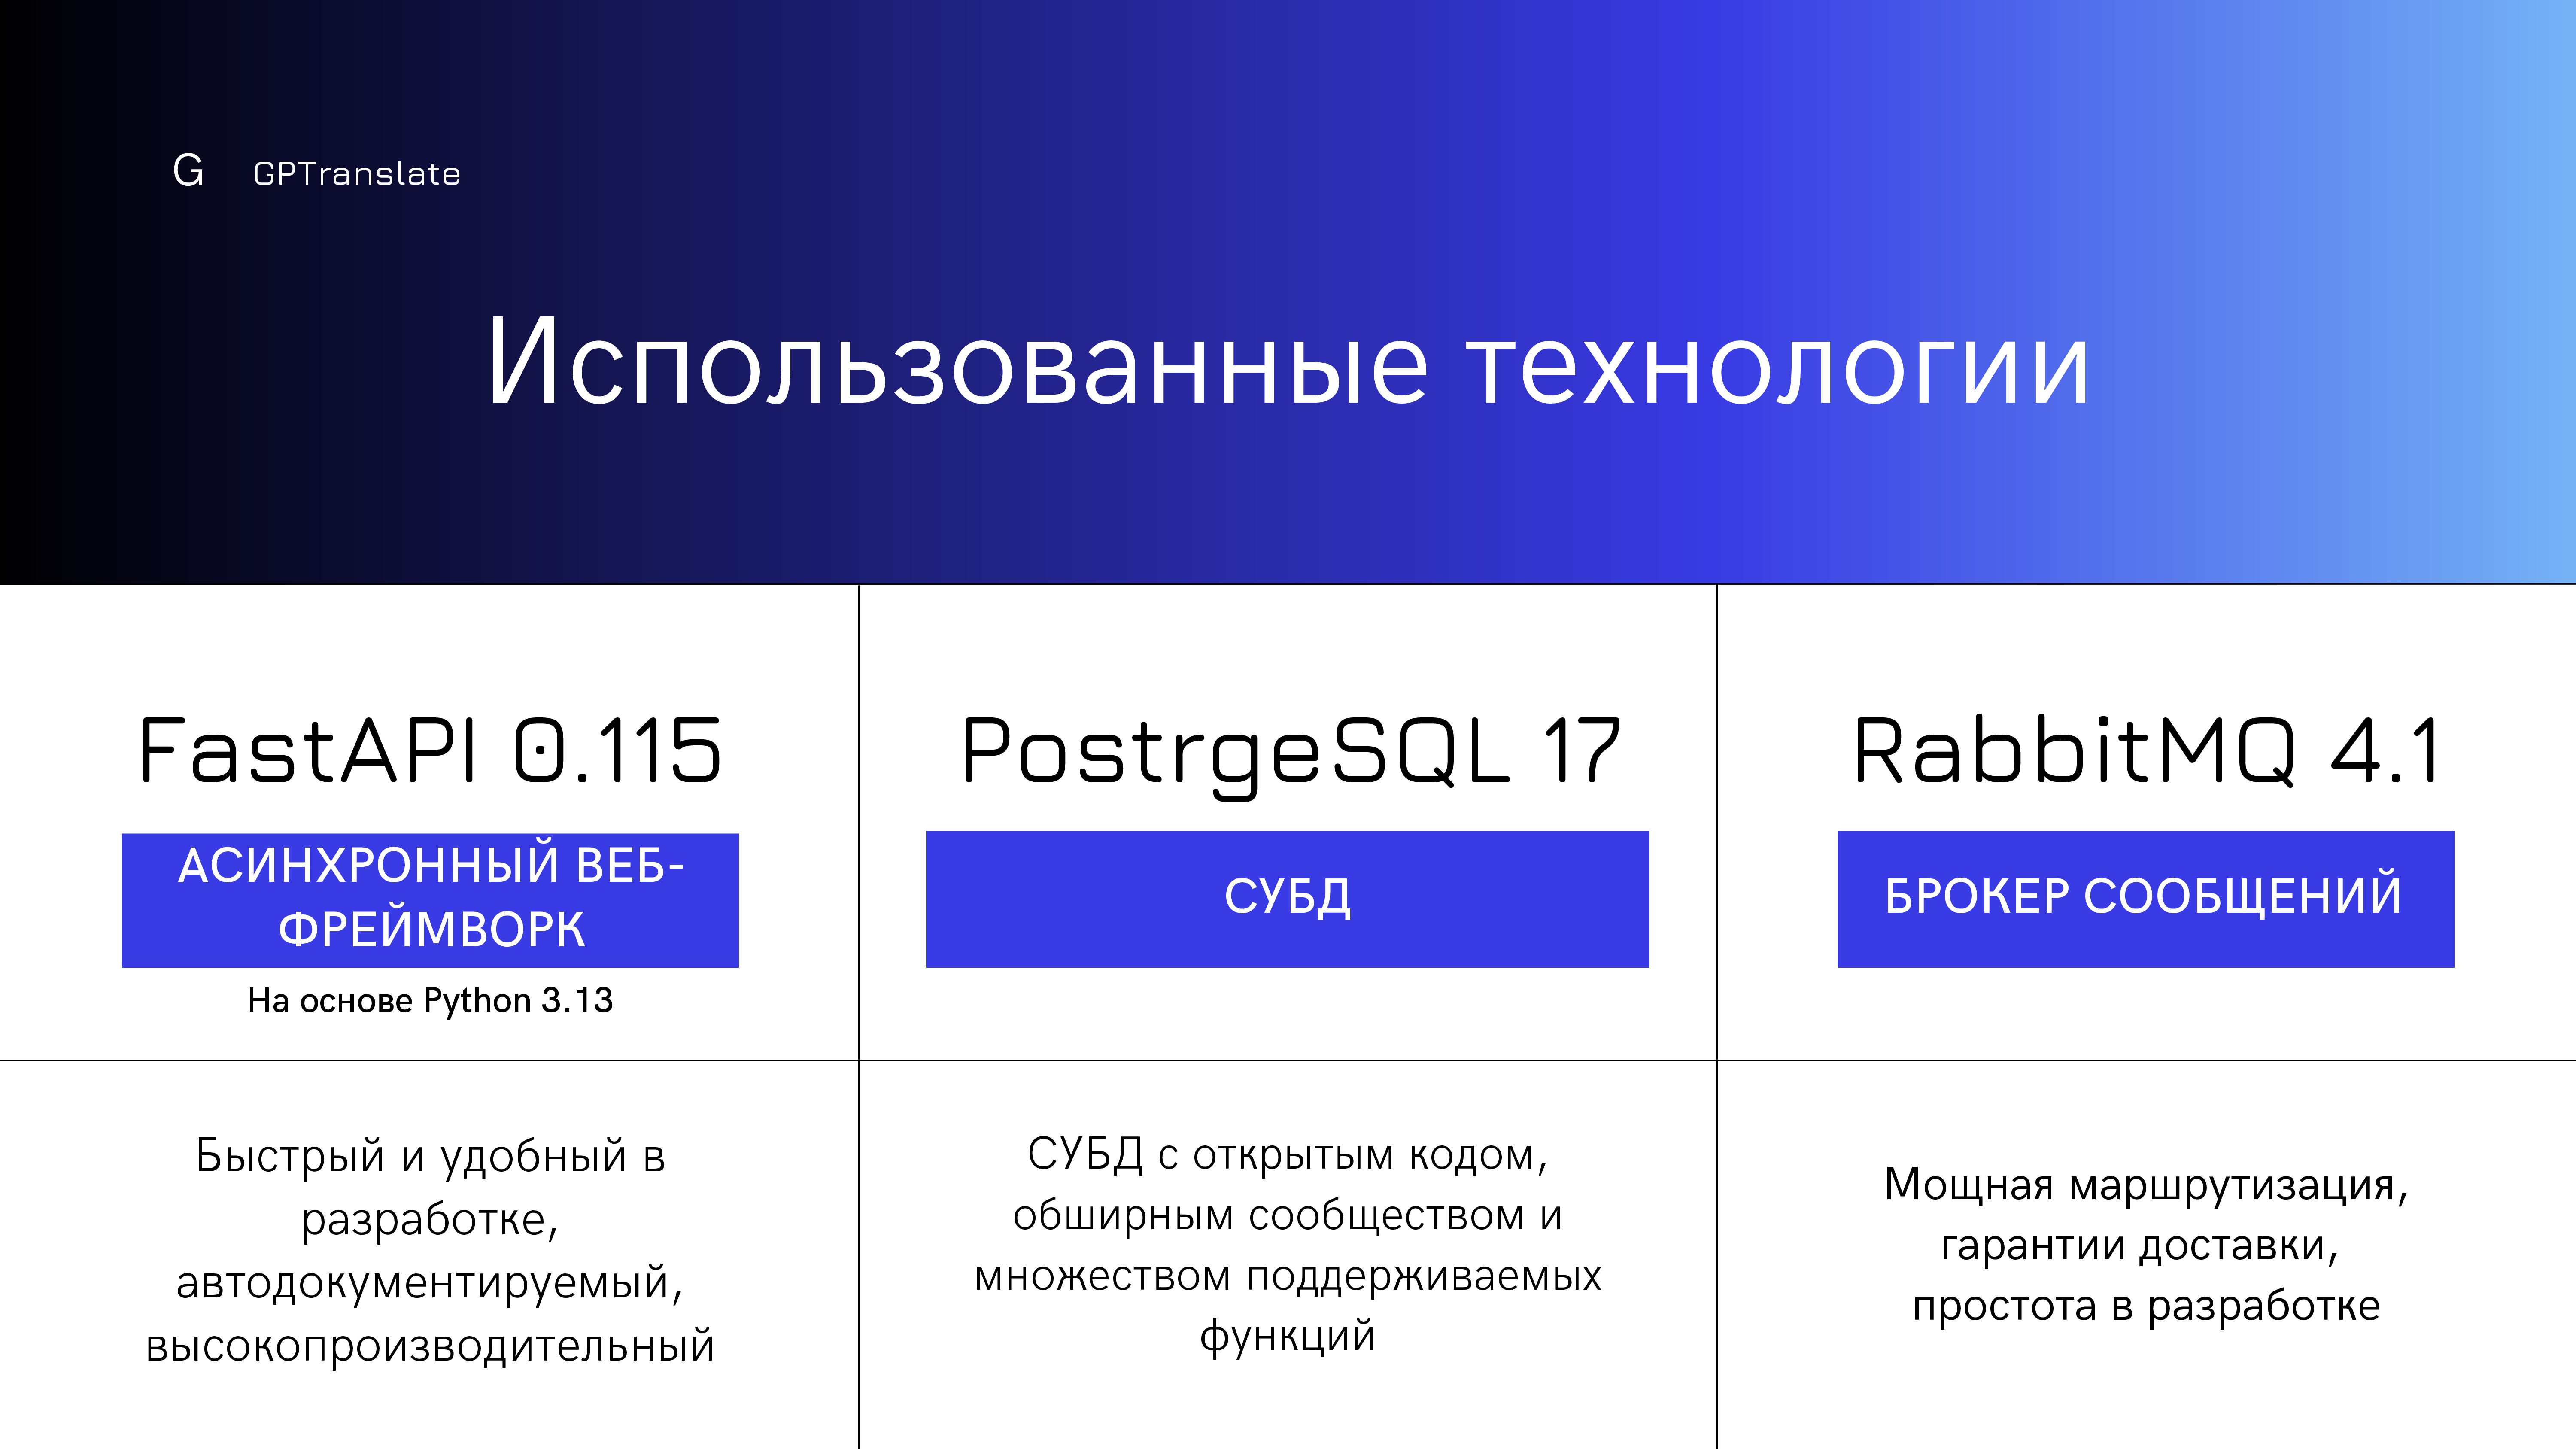 G GPTranslate
Использованные технологии
FastAPI 0.115
АСИНХРОННЫЙ ВЕБ-
ФРЕЙМВОРК
На основе Python 3.13
PostrgeSQL 17
СУБД
RabbitMQ 4.1
БРОКЕР СООБЩЕНИЙ
Быстрый и удобный в
разработке,
автодокументируемый,
высокопроизводительный
СУБД с открытым кодом,
обширным сообществом и
множеством поддерживаемых
функций
Мощная маршрутизация,
гарантии доставки,
простота в разработке